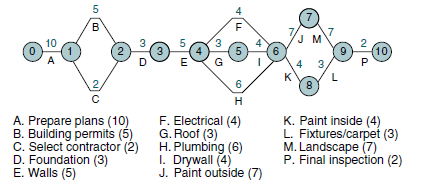 5 4 7
B F 7 J M 7
10 3 5 3 4 2
0 1 2 3 4 5 6 9 10
A D E G I 4 3 P
2 6 K 8 L
C H
A. Prepare plans (10) F. Electrical (4) K. Paint inside (4)
B. Building permits (5) G. Roof (3) L. Fixtures/carpet (3)
C. Select contractor (2) H. Plumbing (6) M. Landscape (7)
D. Foundation (3) I. Drywall (4) P. Final inspection (2)
E. Walls (5) J. Paint outside (7)